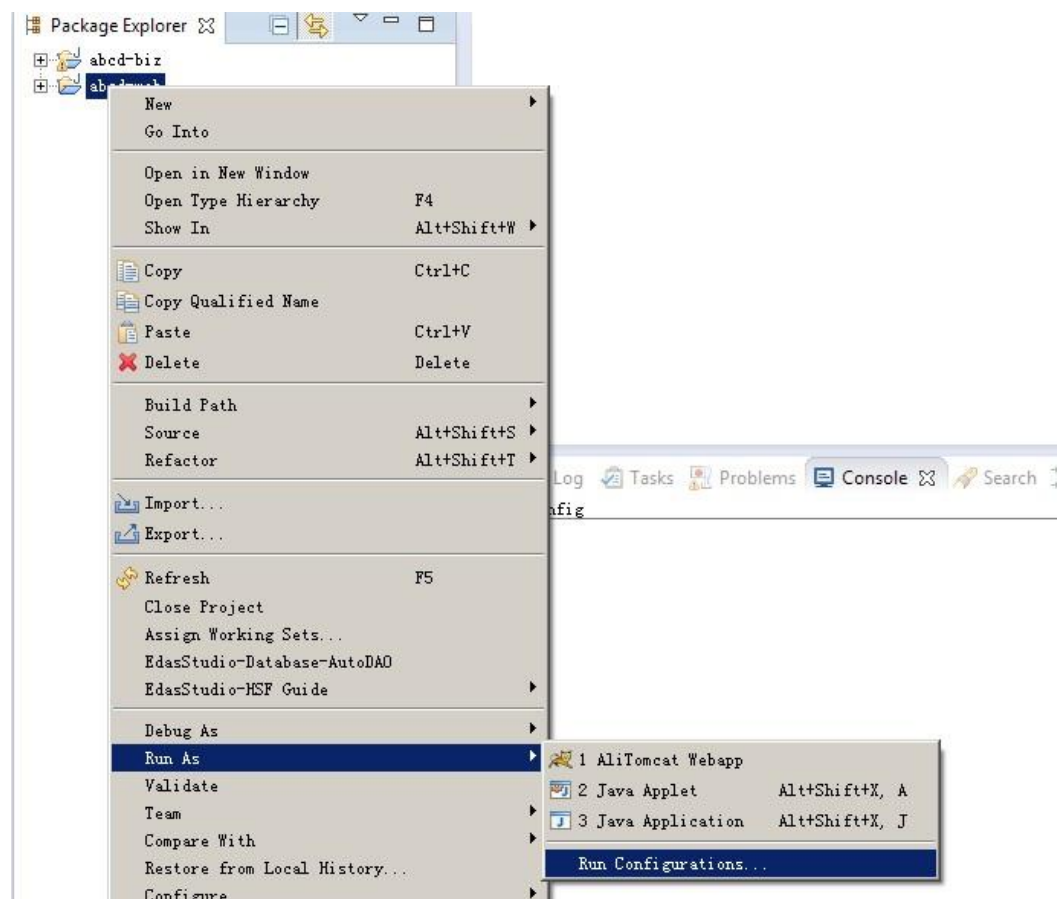 Package Explorer
abcd-biz
New
Go Into
Open in New Window
Open Type Hierarchy F4
Show In Alt+Shift+W
Copy Ctrl+C
Copy Qualified Name
Paste Ctrl+V
Delete Delete
Build Path
Source Alt+Shift+S
Refactor Alt+Shift+T
Log Tasks Problems Console Search
Import...
nfig
Export...
Refresh F5
Close Project
Assign Working Sets...
EdasStudio-Database-AutoDAO
EdasStudio-HSF Guide
Debug As
Run As
1 AliTomcat Webapp
Validate
2 Java Applet Alt+Shift+X, A
Team
3 Java Application Alt+Shift+X, J
Compare With
Run Configurations...
Restore from Local History...
Configure